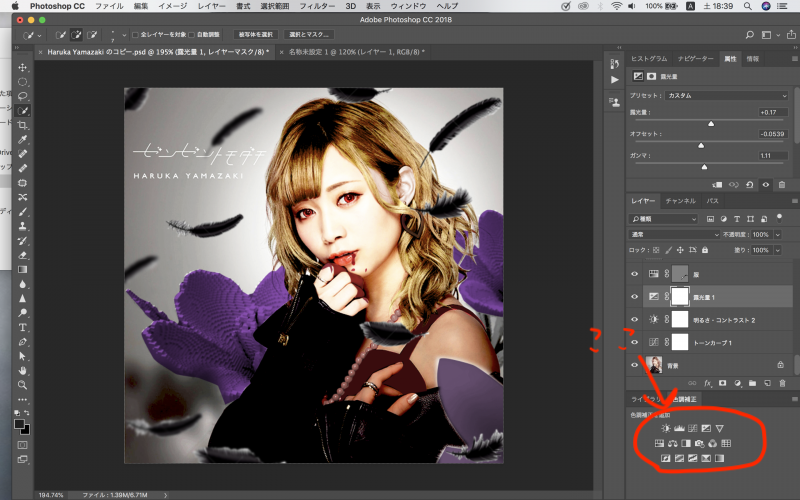 Photoshop CC ファイル 編集 イメージ レイヤー 書式 選択範囲 フィルター 3D 表示 ウィンドウ ヘルプ 100% 土 18:39
Adobe Photoshop CC 2018
全レイヤーを対象 自動調整 被写体を選択 選択とマスク...
Haruka Yamazaki のコピー.psd @ 195% (露光量 1, レイヤーマスク/8) * 名称未設定 1 @ 120% (レイヤー 1, RGB/8) *
ゼンゼントモダチ
HARUKA YAMAZAKI
ヒストグラム ナビゲーター 属性 情報
露光量
プリセット： カスタム
露光量： +0.17
オフセット： -0.0539
ガンマ： 1.11
レイヤー チャンネル パス
種類
通常 不透明度： 100%
ロック： 塗り： 100%
露光量 1
明るさ・コントラスト 2
トーンカーブ 1
背景
ここ
ライブラリ 色調補正
色調補正を追加
194.74% ファイル：1.39M/6.71M